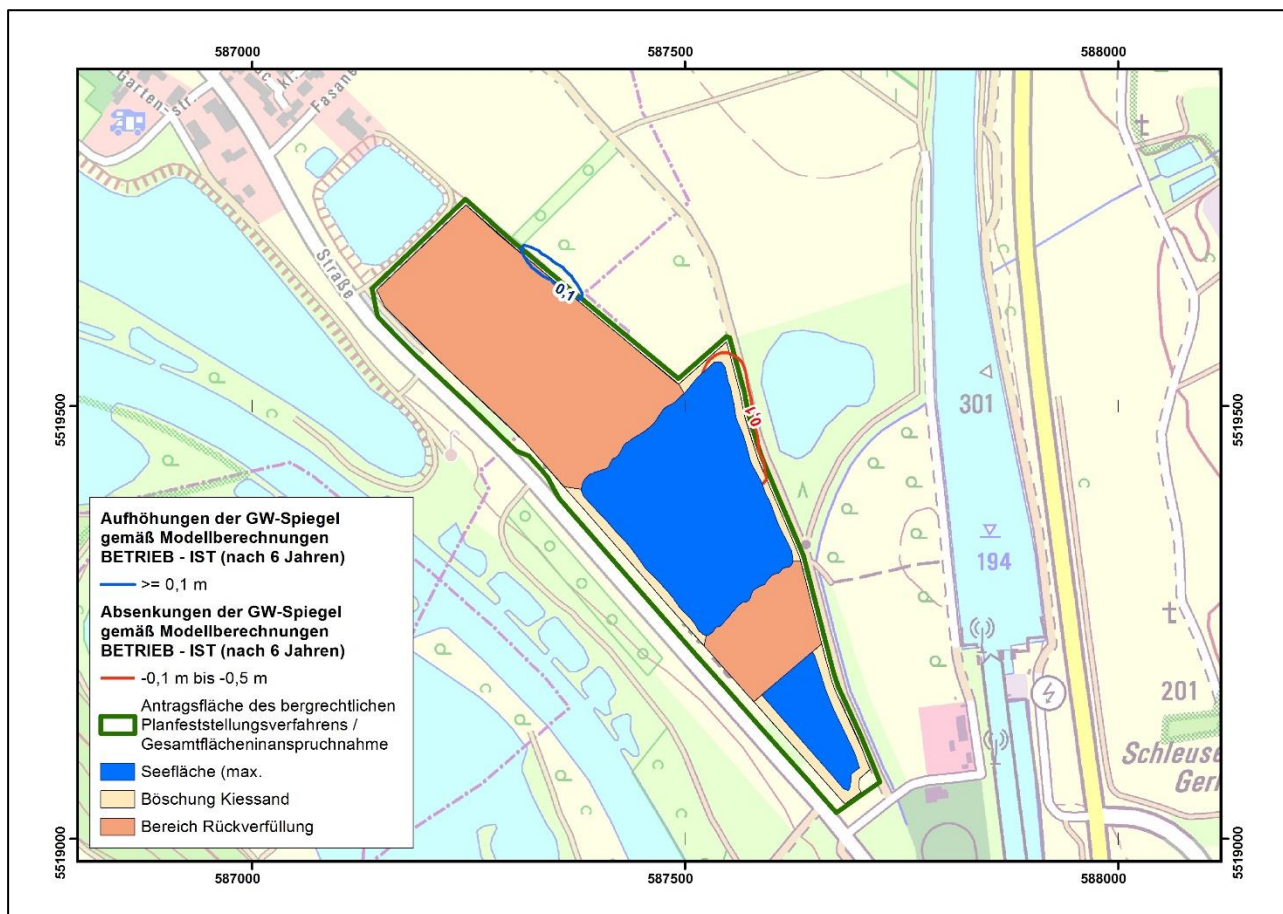 587000
587500
588000
Garten-str.
kl.
Fasane
Straße
0,1
0,1
5519500
5519500
301
194
201
Schleuse
Gerl
Aufhöhungen der GW-Spiegel
gemäß Modellberechnungen
BETRIEB - IST (nach 6 Jahren)
>= 0,1 m
Absenkungen der GW-Spiegel
gemäß Modellberechnungen
BETRIEB - IST (nach 6 Jahren)
-0,1 m bis -0,5 m
Antragsfläche des bergrechtlichen
Planfeststellungsverfahrens /
Gesamtflächeninanspruchnahme
Seefläche (max.
Böschung Kiessand
Bereich Rückverfüllung
5519000
5519000
587000
587500
588000